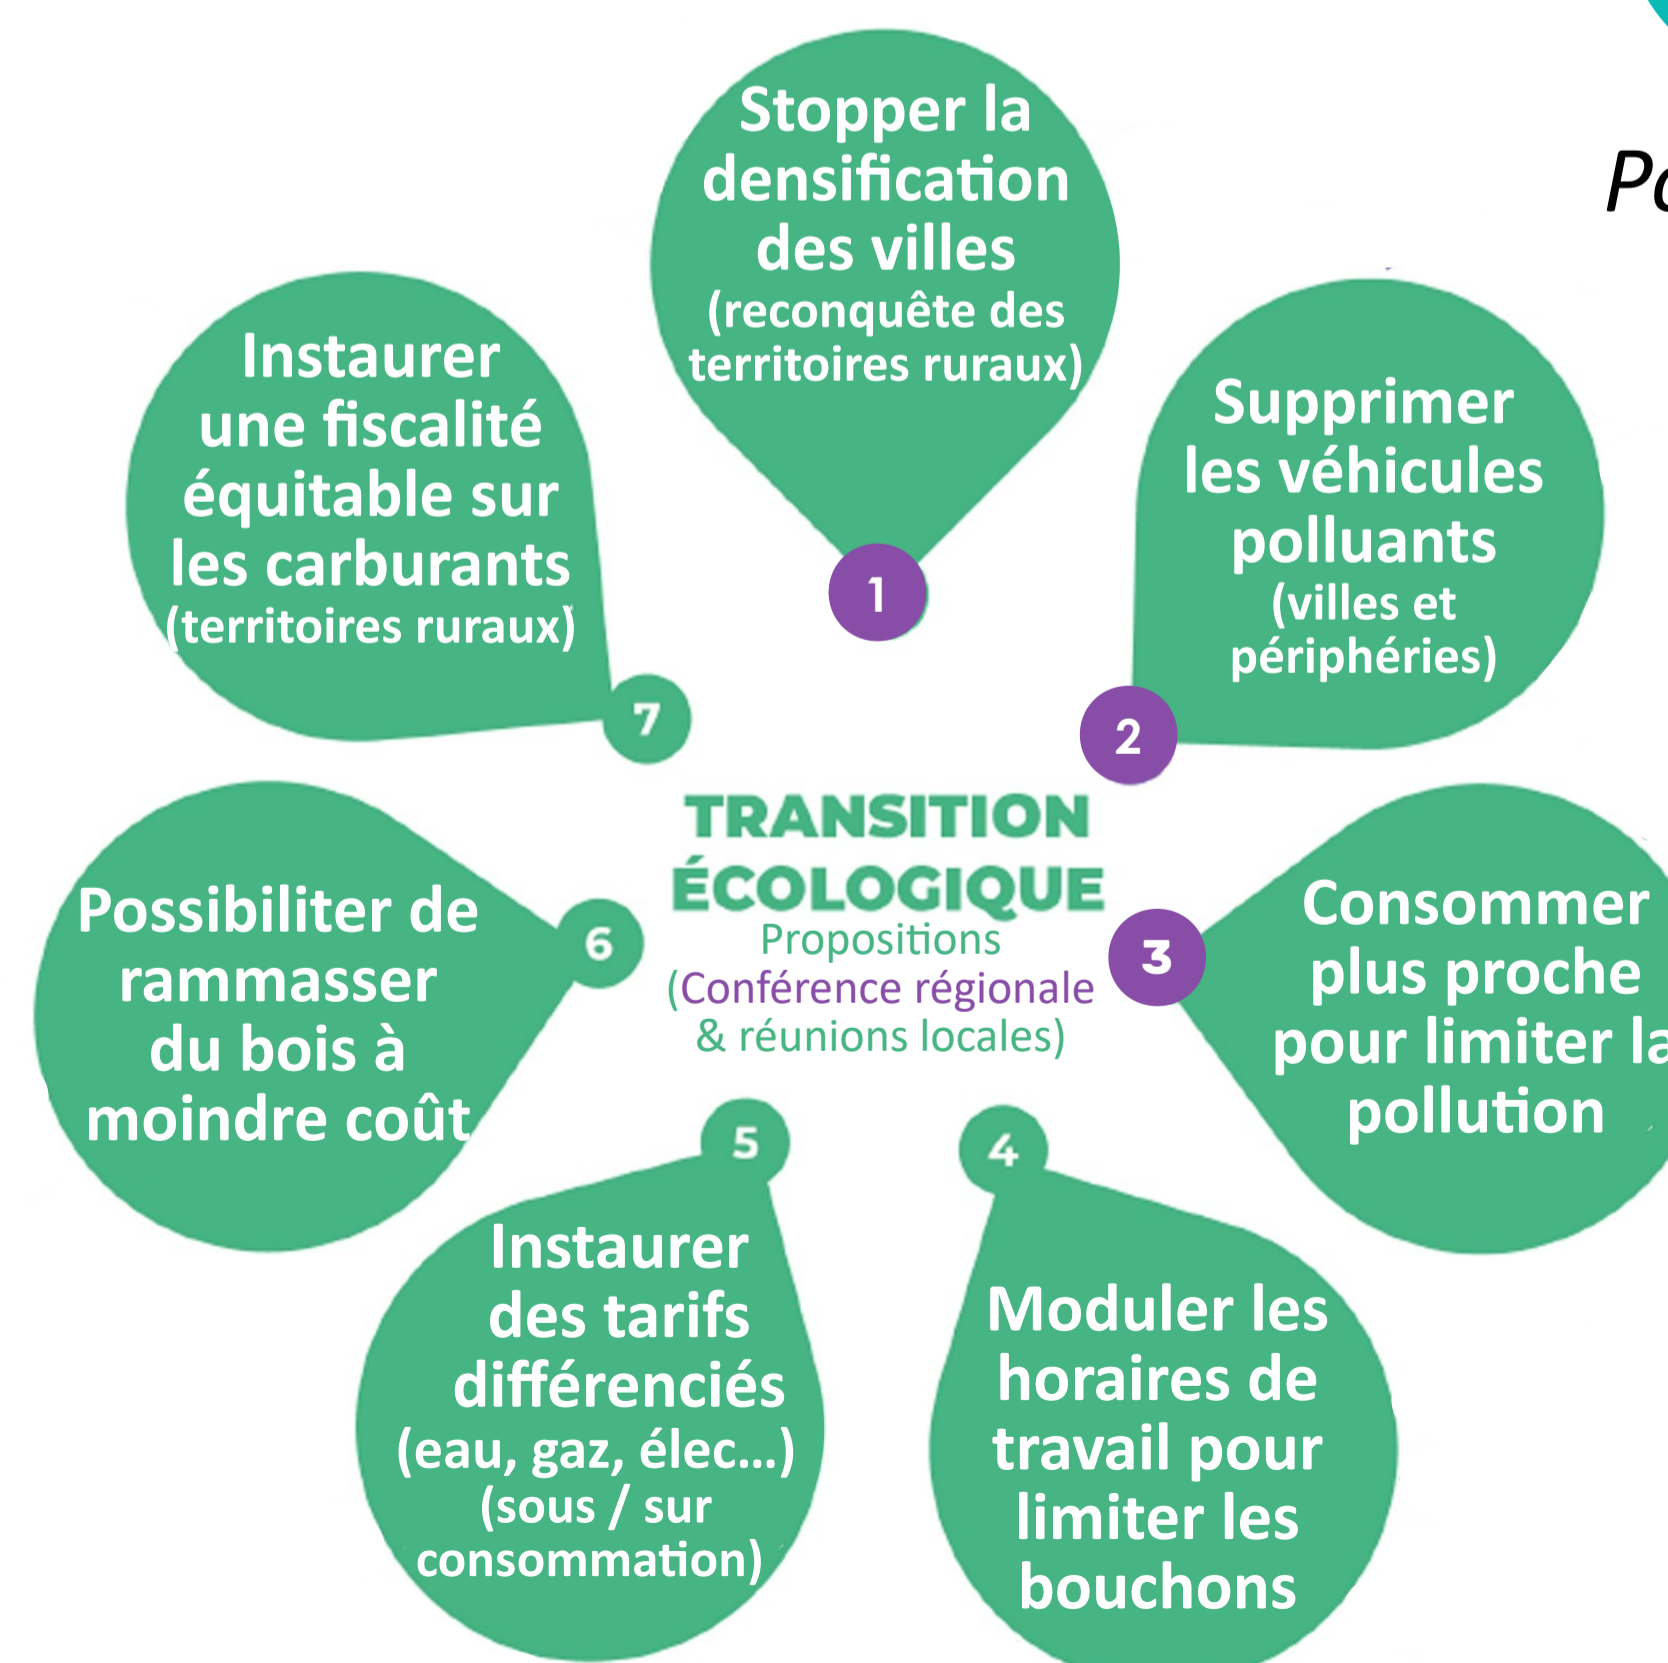 Stopper la
densification
des villes
(reconquête des
territoires ruraux)
1
Supprimer
les véhicules
polluants
(villes et
périphéries)
2
Consommer
plus proche
pour limiter la
pollution
3
Moduler les
horaires de
travail pour
limiter les
bouchons
4
Instaurer
des tarifs
différenciés
(eau, gaz, élec...)
(sous / sur
consommation)
5
Possibiliter de
rammasser
du bois à
moindre coût
6
Instaurer
une fiscalité
équitable sur
les carburants
(territoires ruraux)
7
TRANSITION
ÉCOLOGIQUE
Propositions
(Conférence régionale
& réunions locales)